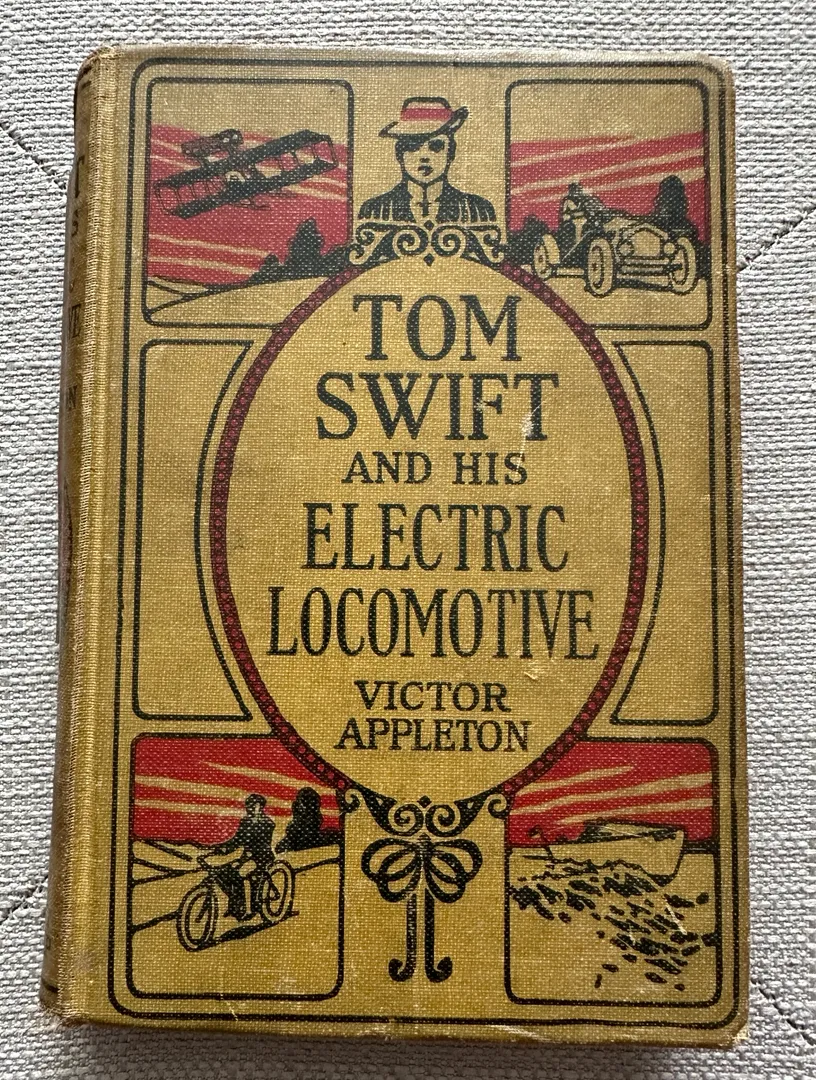 TOM
SWIFT
AND HIS
ELECTRIC
LOCOMOTIVE
VICTOR
APPLETON